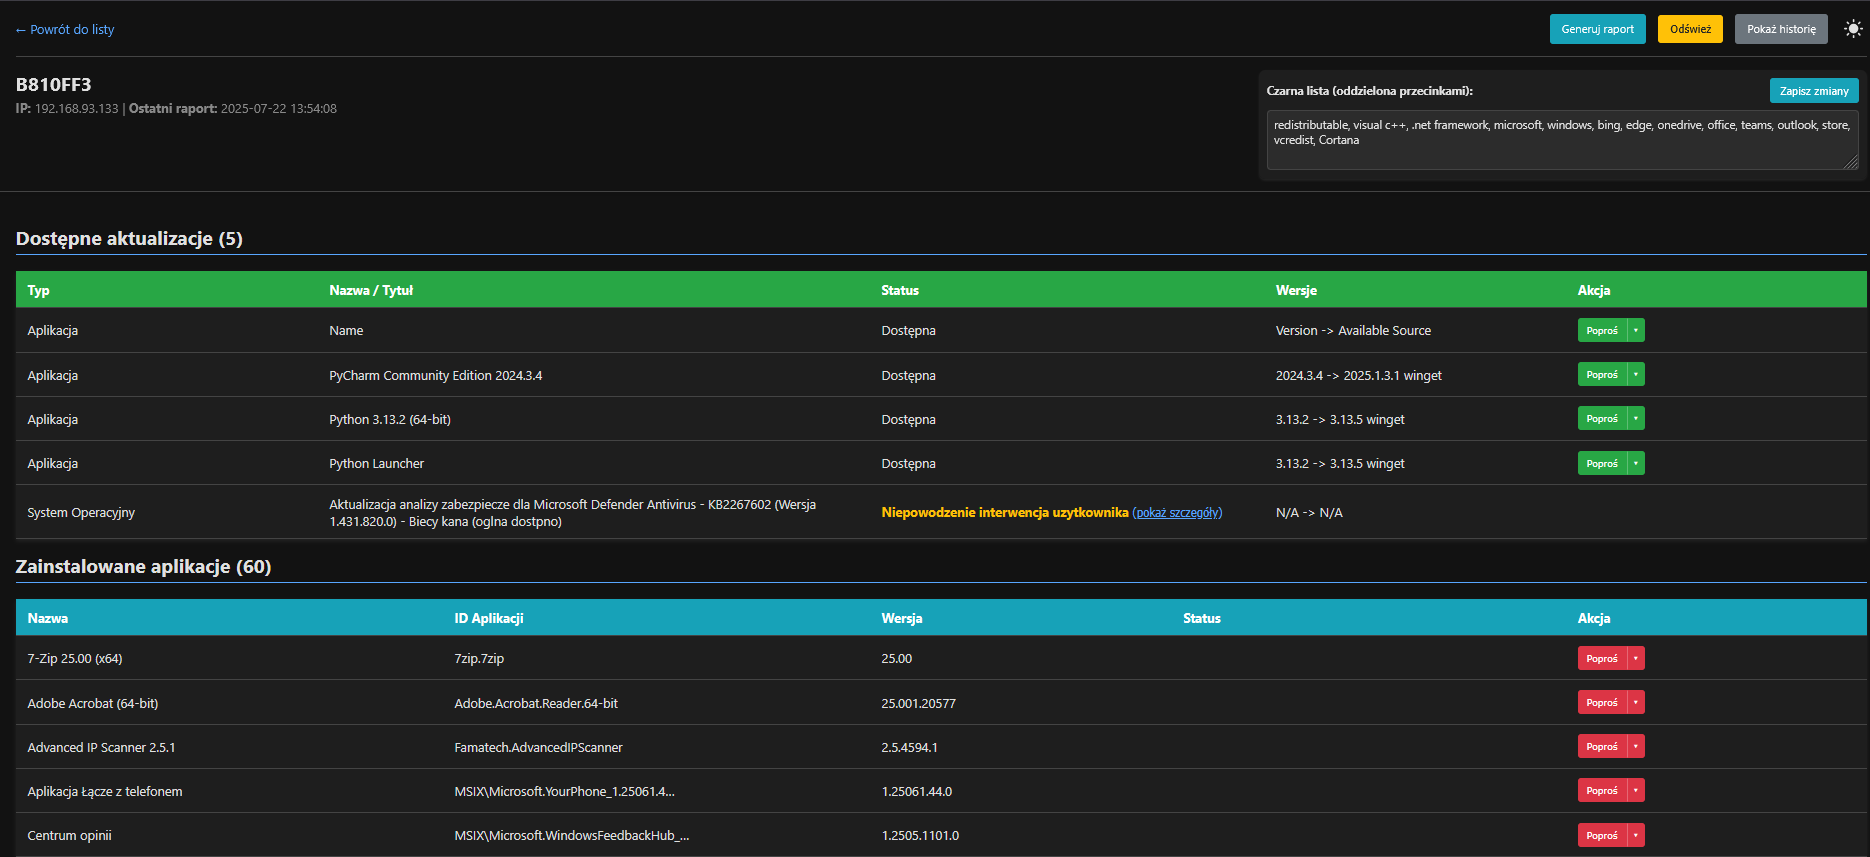 ← Powrót do listy
Generuj raport
Odśwież
Pokaż historię
B810FF3
IP: 192.168.93.133 | Ostatni raport: 2025-07-22 13:54:08
Czarna lista (oddzielona przecinkami):
Zapisz zmiany
redistributable, visual c++, .net framework, microsoft, windows, bing, edge, onedrive, office, teams, outlook, store,
vcredist, Cortana
Dostępne aktualizacje (5)
Typ Nazwa / Tytuł Status Wersje Akcja
Aplikacja Name Dostępna Version -> Available Source Poproś
Aplikacja PyCharm Community Edition 2024.3.4 Dostępna 2024.3.4 -> 2025.1.3.1 winget Poproś
Aplikacja Python 3.13.2 (64-bit) Dostępna 3.13.2 -> 3.13.5 winget Poproś
Aplikacja Python Launcher Dostępna 3.13.2 -> 3.13.5 winget Poproś
System Operacyjny
Aktualizacja analizy zabezpiecze dla Microsoft Defender Antivirus - KB2267602 (Wersja
1.431.820.0) - Biecy kana (oglna dostpno)
Niepowodzenie interwencja uzytkownika (pokaż szczegóły)
N/A -> N/A
Zainstalowane aplikacje (60)
Nazwa ID Aplikacji Wersja Status Akcja
7-Zip 25.00 (x64) 7zip.7zip 25.00 Poproś
Adobe Acrobat (64-bit) Adobe.Acrobat.Reader.64-bit 25.001.20577 Poproś
Advanced IP Scanner 2.5.1 Famatech.AdvancedIPScanner 2.5.4594.1 Poproś
Aplikacja Łącze z telefonem MSIX\Microsoft.YourPhone_1.25061.4... 1.25061.44.0 Poproś
Centrum opinii MSIX\Microsoft.WindowsFeedbackHub_... 1.2505.1101.0 Poproś